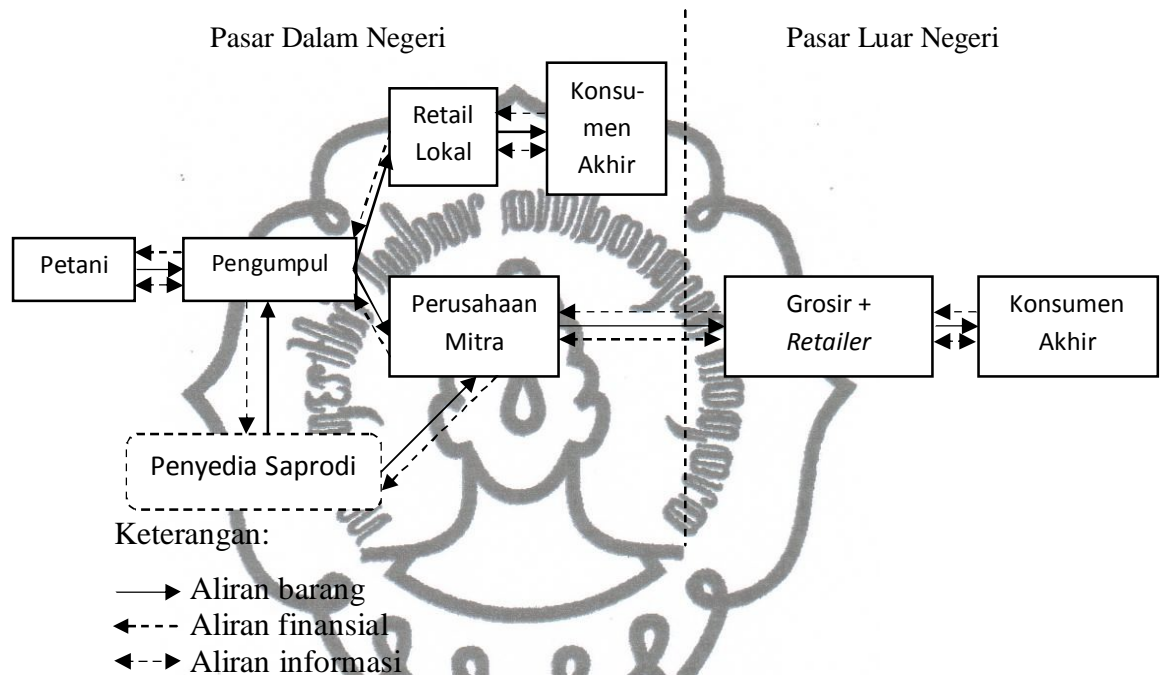 Pasar Dalam Negeri
Pasar Luar Negeri
Retail
Lokal
Konsu-
men
Akhir
Petani
Pengumpul
Perusahaan
Mitra
Grosir +
Retailer
Konsumen
Akhir
Penyedia Saprodi
Keterangan:
Aliran barang
Aliran finansial
Aliran informasi